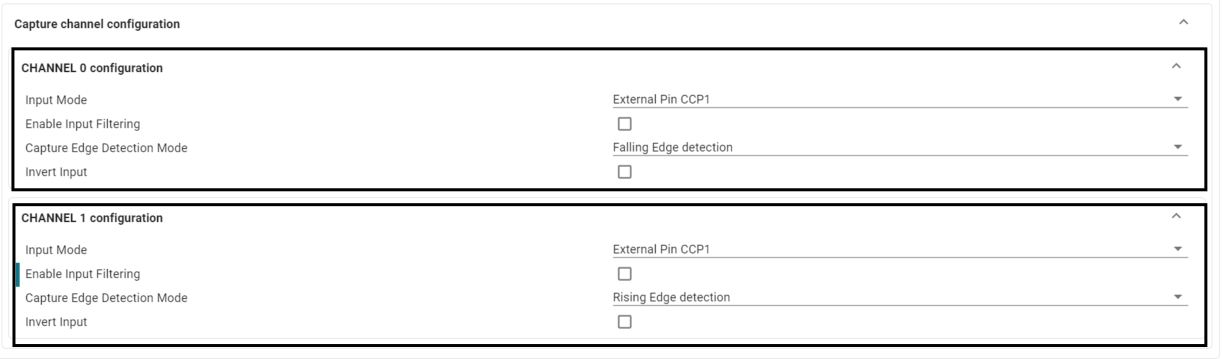 Capture channel configuration
CHANNEL 0 configuration
Input Mode External Pin CCP1
Enable Input Filtering
Capture Edge Detection Mode Falling Edge detection
Invert Input
CHANNEL 1 configuration
Input Mode External Pin CCP1
Enable Input Filtering
Capture Edge Detection Mode Rising Edge detection
Invert Input